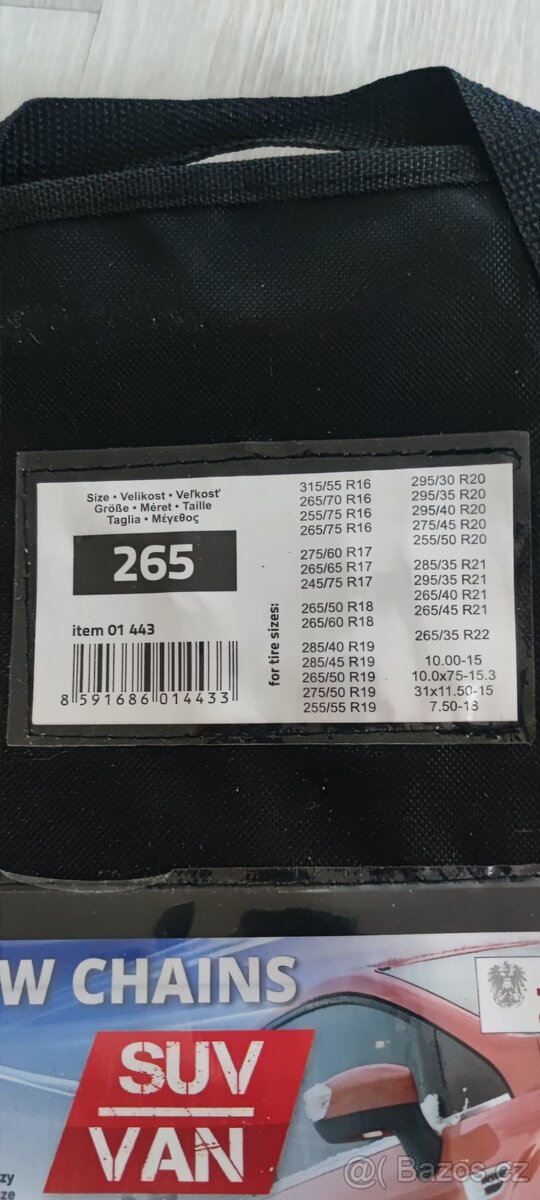 Size • Velikost • Veľkosť
Größe • Méret • Taille
Taglia • Μέγεθος
265
item 01 443
8 591686 014433
for tire sizes:
315/55 R16
265/70 R16
255/75 R16
265/75 R16
275/60 R17
265/65 R17
245/75 R17
265/50 R18
265/60 R18
285/40 R19
285/45 R19
265/50 R19
275/50 R19
255/55 R19
295/30 R20
295/35 R20
295/40 R20
275/45 R20
255/50 R20
285/35 R21
295/35 R21
265/40 R21
265/45 R21
265/35 R22
10.00-15
10.0x75-15.3
31x11.50-15
7.50-13
W CHAINS
SUV
VAN
zy
ze
Bazoš.cz